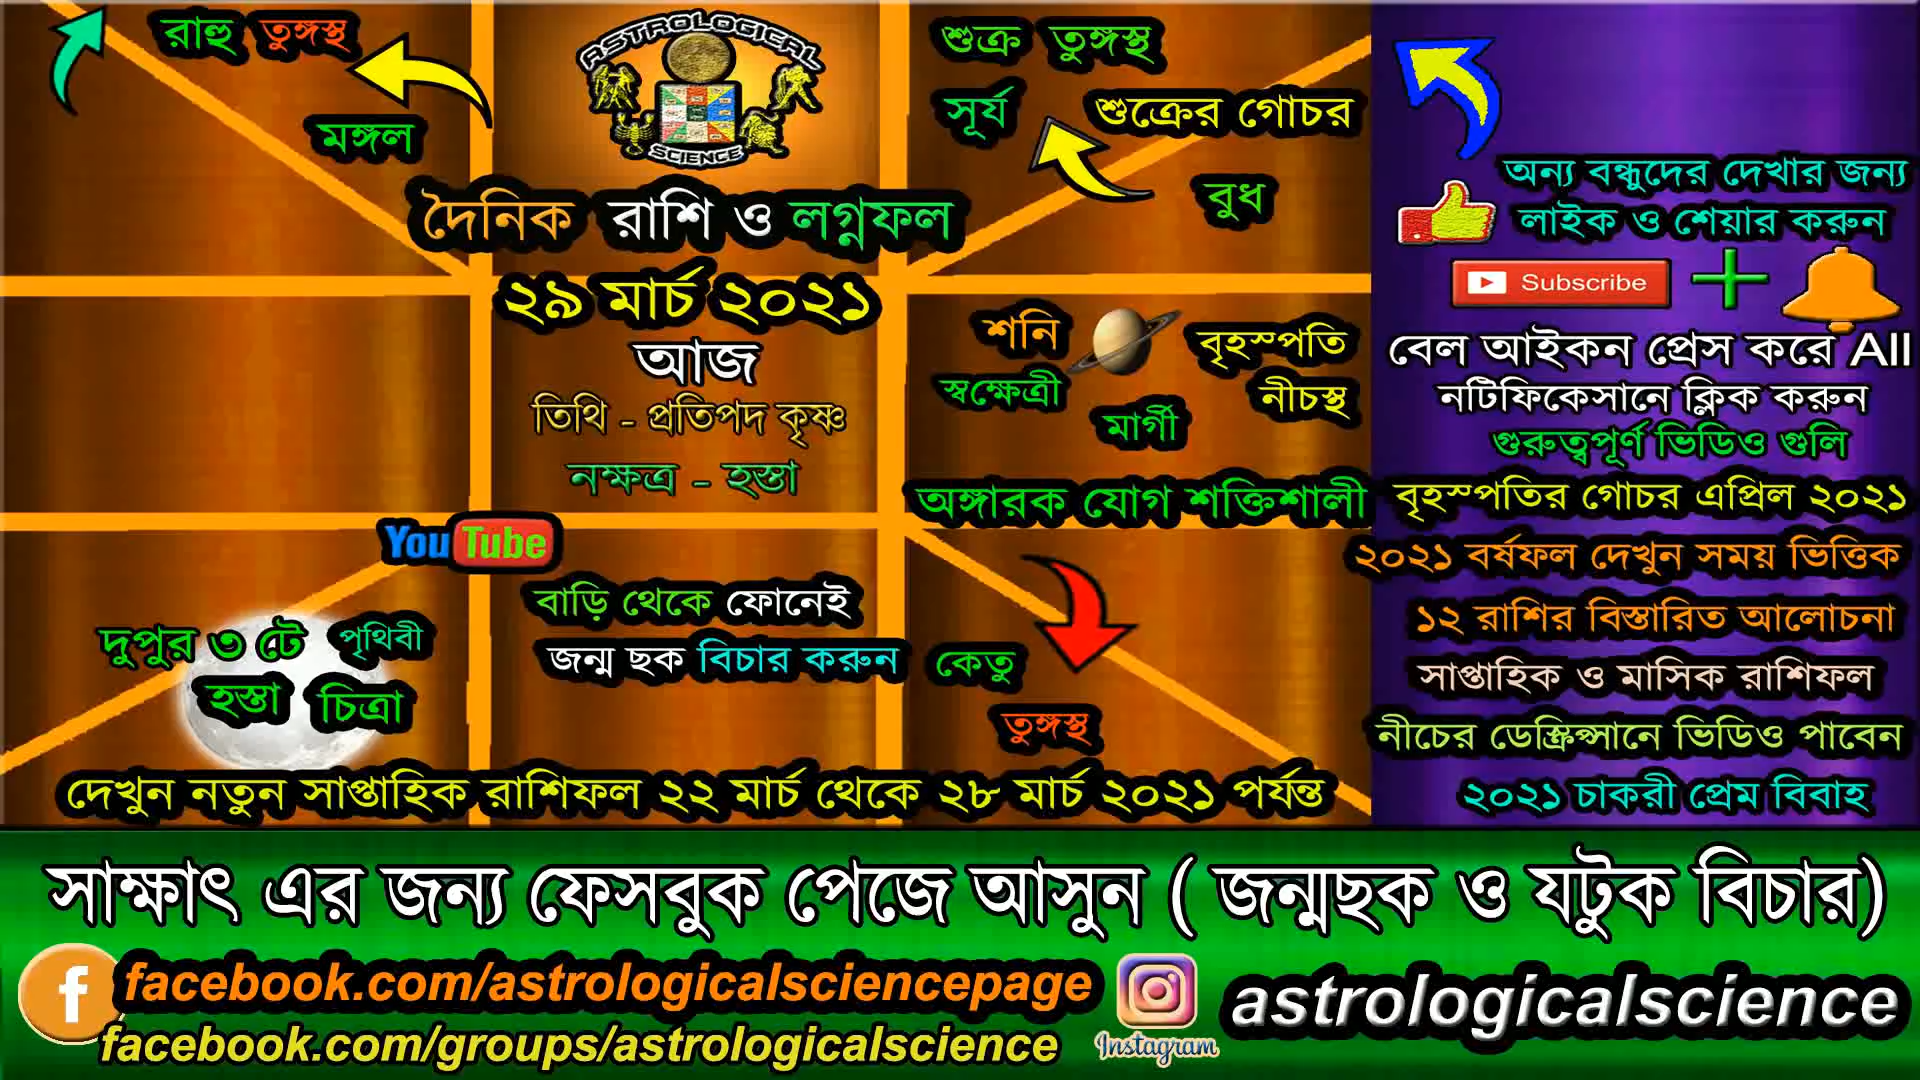 রাহু তুঙ্গস্থ
মঙ্গল
ASTROLOGICAL
SCIENCE
শুক্র তুঙ্গস্থ
সূর্য শুক্রের গোচর
বুধ
দৈনিক রাশি ও লগ্নফল
২৯ মার্চ ২০২১
আজ
তিথি - প্রতিপদ কৃষ্ণ
নক্ষত্র - হস্তা
শনি বৃহস্পতি
স্বক্ষেত্রী নীচস্থ
মার্গী
অঙ্গারক যোগ শক্তিশালী
YouTube
বাড়ি থেকে ফোনেই
জন্ম ছক বিচার করুন
দুপুর ৩ টে পৃথিবী
হস্তা চিত্রা
কেতু
তুঙ্গস্থ
দেখুন নতুন সাপ্তাহিক রাশিফল ২২ মার্চ থেকে ২৮ মার্চ ২০২১ পর্যন্ত
অন্য বন্ধুদের দেখার জন্য
লাইক ও শেয়ার করুন
Subscribe +
বেল আইকন প্রেস করে All
নটিফিকেসানে ক্লিক করুন
গুরুত্বপূর্ণ ভিডিও গুলি
বৃহস্পতির গোচর এপ্রিল ২০২১
২০২১ বর্ষফল দেখুন সময় ভিত্তিক
১২ রাশির বিস্তারিত আলোচনা
সাপ্তাহিক ও মাসিক রাশিফল
নীচের ডেস্ক্রিপ্সানে ভিডিও পাবেন
২০২১ চাকরী প্রেম বিবাহ
সাক্ষাৎ এর জন্য ফেসবুক পেজে আসুন ( জন্মছক ও যটুক বিচার)
facebook.com/astrologicalsciencepage
facebook.com/groups/astrologicalscience
Instagram
astrologicalscience